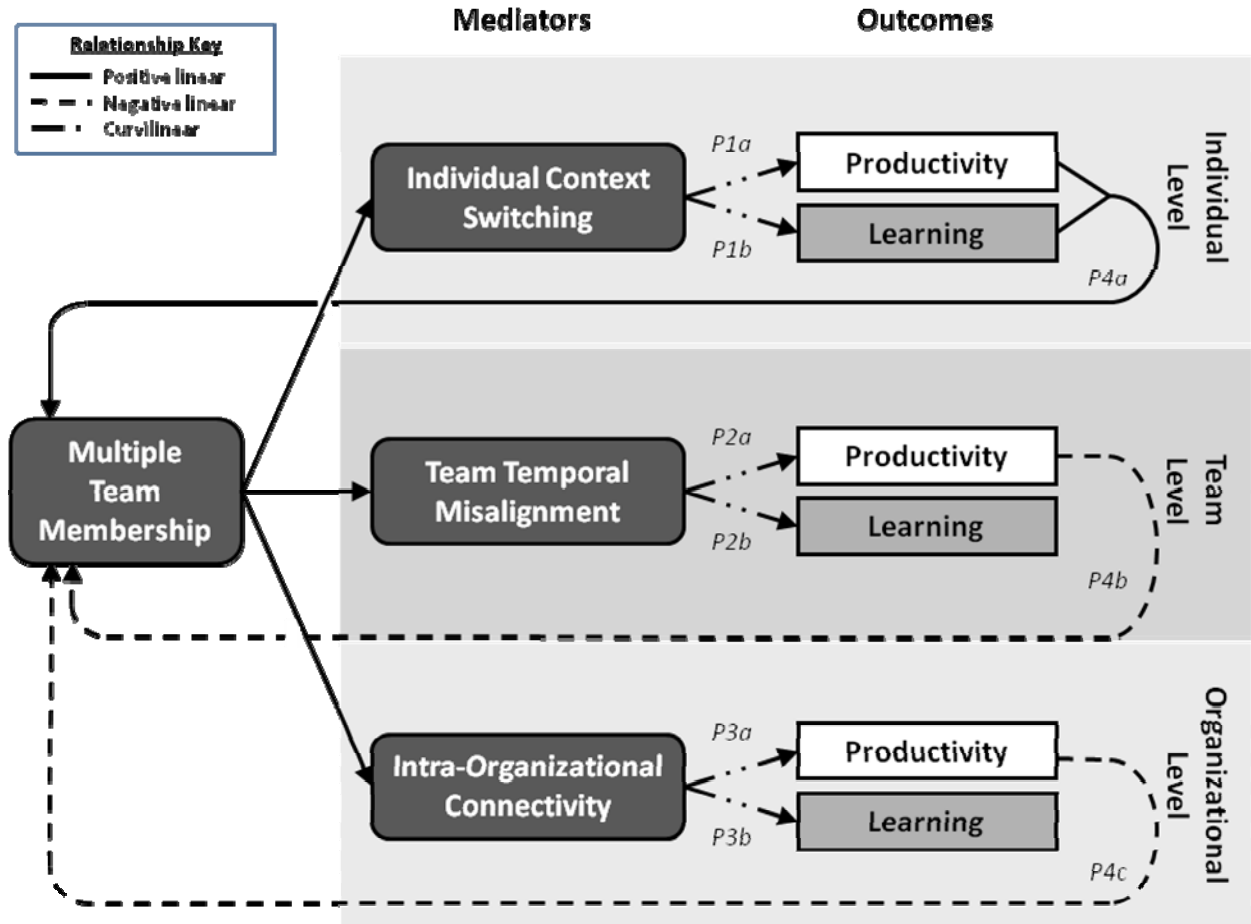 Mediators
Outcomes
Relationship Key
Positive linear
Negative linear
Curvilinear
Individual Context
Switching
P1a
P1b
Productivity
Learning
P4a
Individual
Level
Multiple
Team
Membership
Team Temporal
Misalignment
P2a
P2b
Productivity
Learning
P4b
Team
Level
Intra-Organizational
Connectivity
P3a
P3b
Productivity
Learning
P4c
Organizational
Level